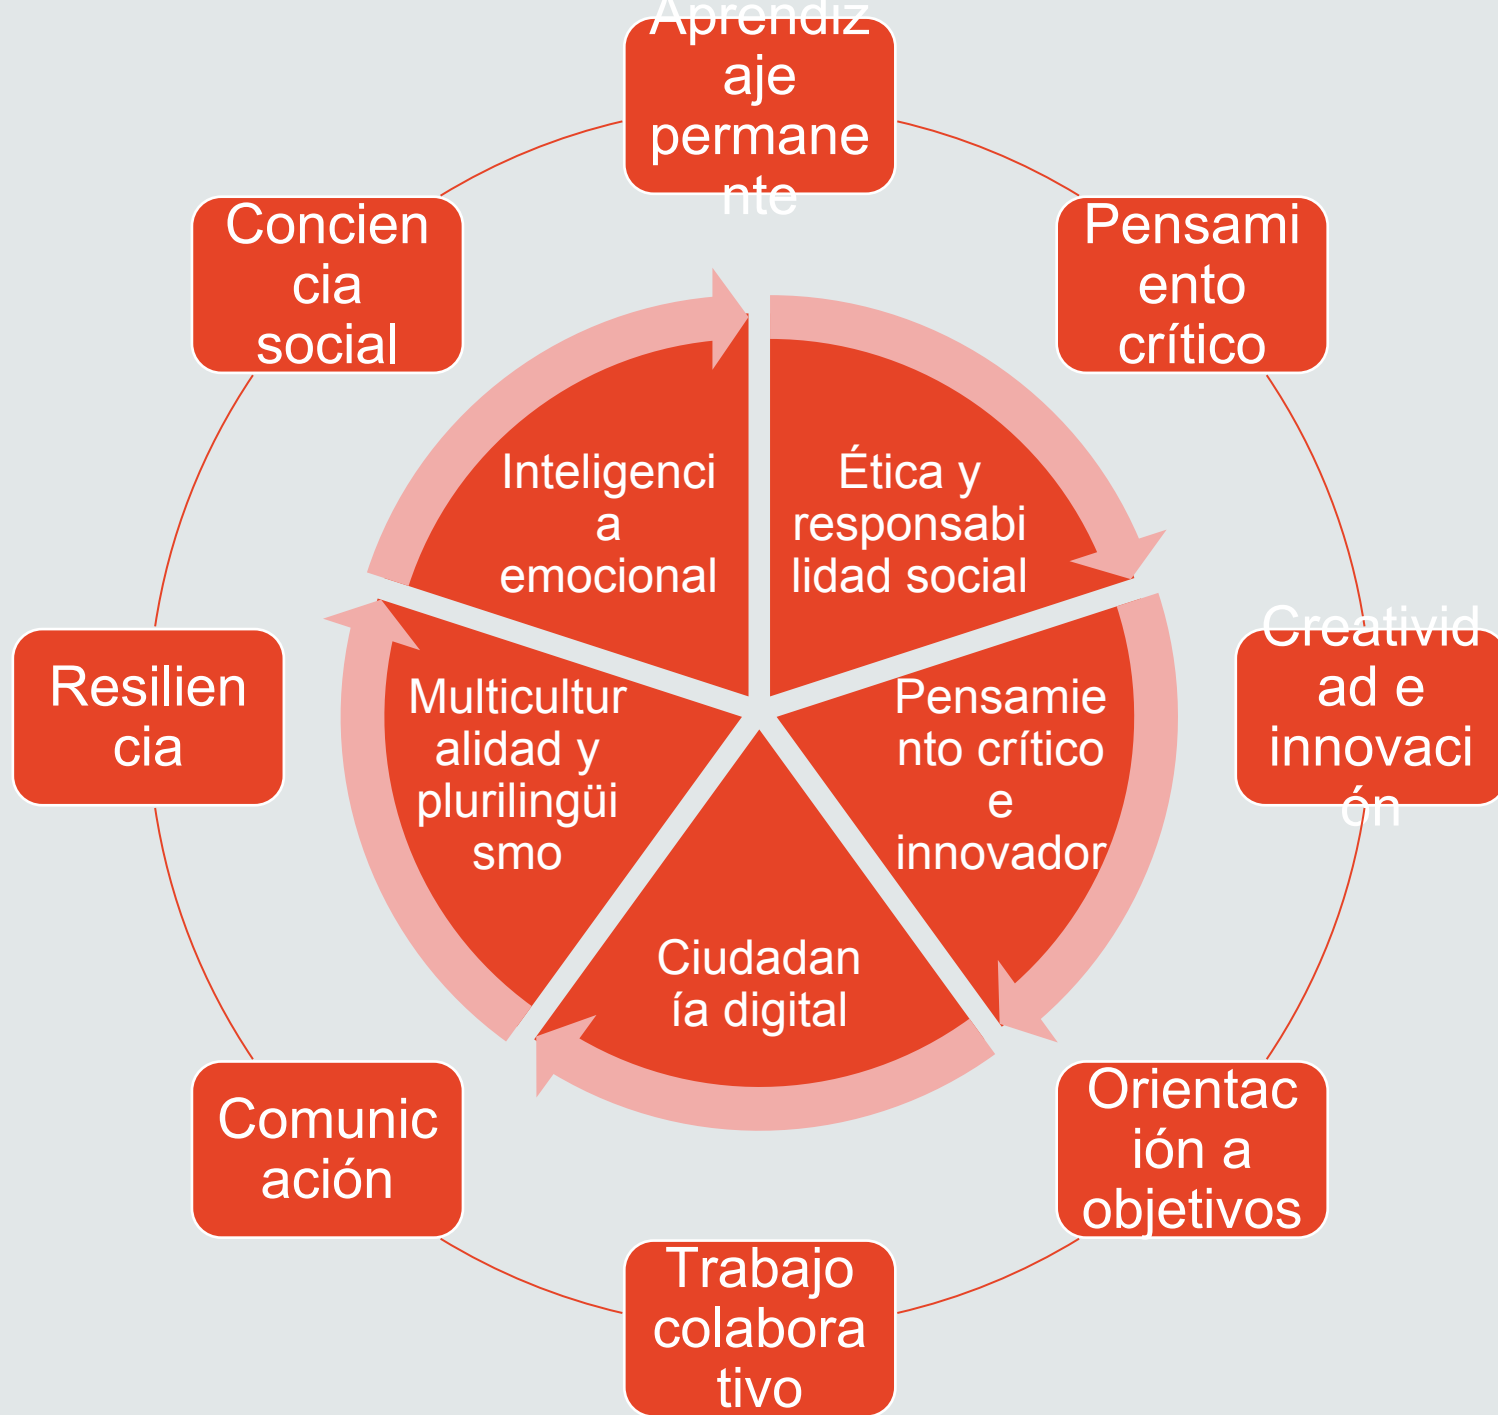 Aprendiz
aje
permane
nte
Pensami
ento
crítico
Creativid
ad e
innovaci
ón
Orientac
ión a
objetivos
Trabajo
colabora
tivo
Comunic
ación
Resilien
cia
Concien
cia
social
Ética y
responsabi
lidad social
Pensamie
nto crítico
e
innovador
Ciudadan
ía digital
Multicultur
alidad y
plurilingüi
smo
Inteligenci
a
emocional